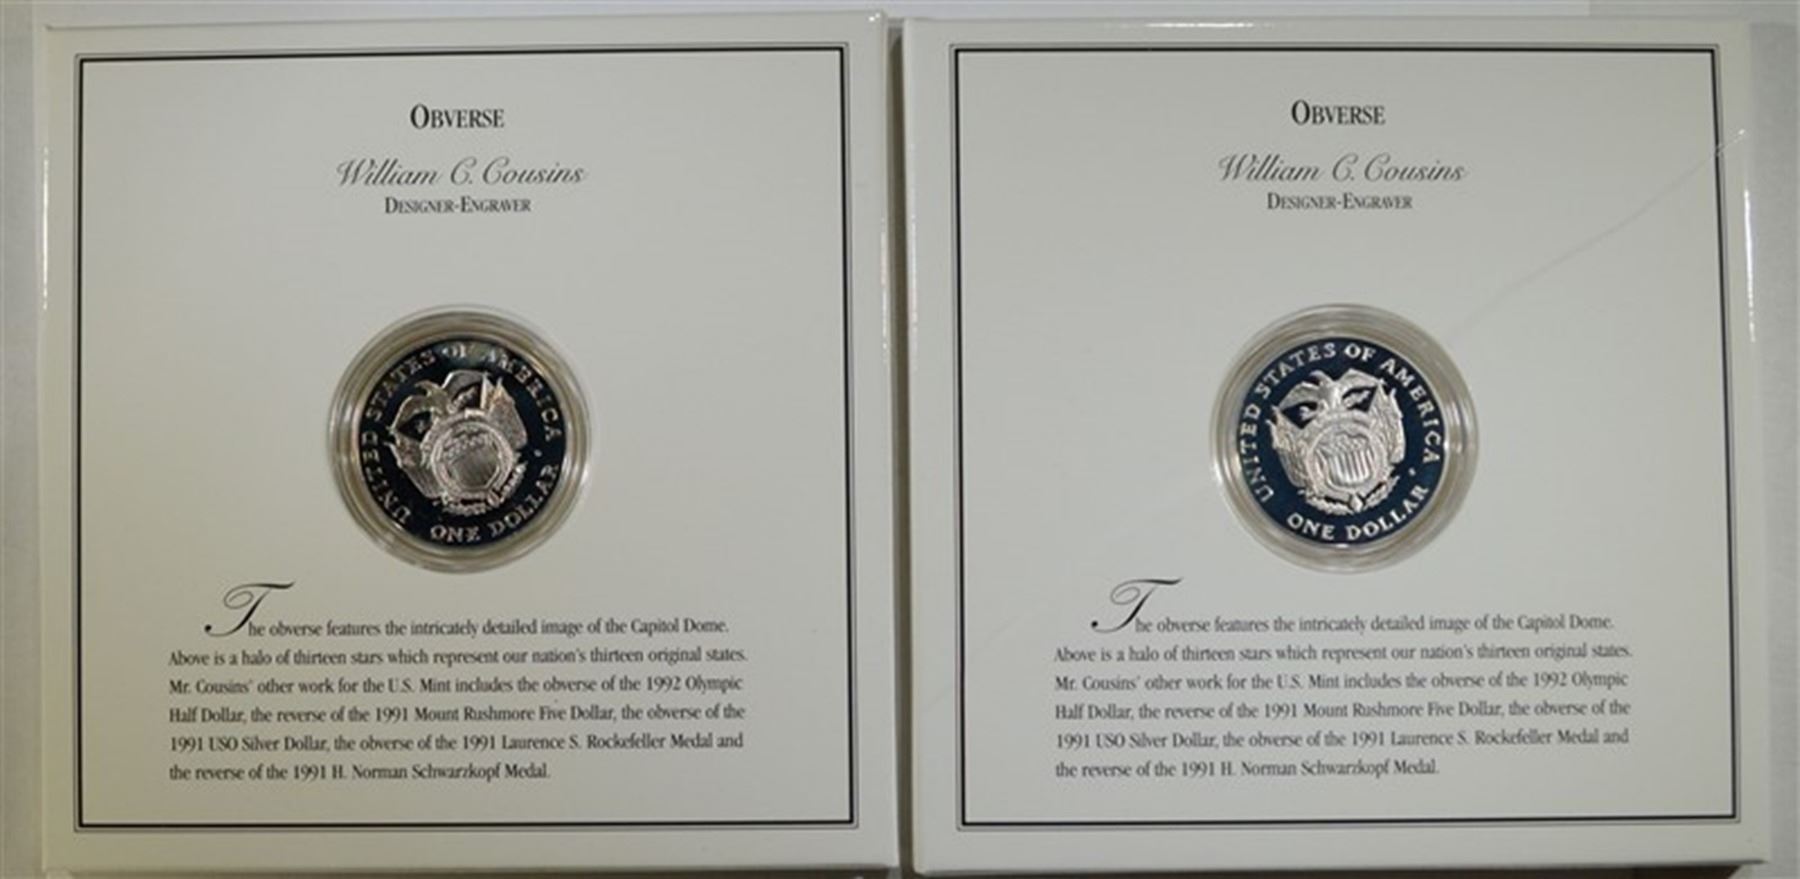 OBVERSE
William C. Cousins
DESIGNER-ENGRAVER
UNITED STATES OF AMERICA
ONE DOLLAR
The obverse features the intricately detailed image of the Capitol Dome.
Above is a halo of thirteen stars which represent our nation's thirteen original states.
Mr. Cousins' other work for the U.S. Mint includes the obverse of the 1992 Olympic
Half Dollar, the reverse of the 1991 Mount Rushmore Five Dollar, the obverse of the
1991 USO Silver Dollar, the obverse of the 1991 Laurence S. Rockefeller Medal and
the reverse of the 1991 H. Norman Schwarzkopf Medal.
OBVERSE
William C. Cousins
DESIGNER-ENGRAVER
UNITED STATES OF AMERICA
ONE DOLLAR
The obverse features the intricately detailed image of the Capitol Dome.
Above is a halo of thirteen stars which represent our nation's thirteen original states.
Mr. Cousins' other work for the U.S. Mint includes the obverse of the 1992 Olympic
Half Dollar, the reverse of the 1991 Mount Rushmore Five Dollar, the obverse of the
1991 USO Silver Dollar, the obverse of the 1991 Laurence S. Rockefeller Medal and
the reverse of the 1991 H. Norman Schwarzkopf Medal.